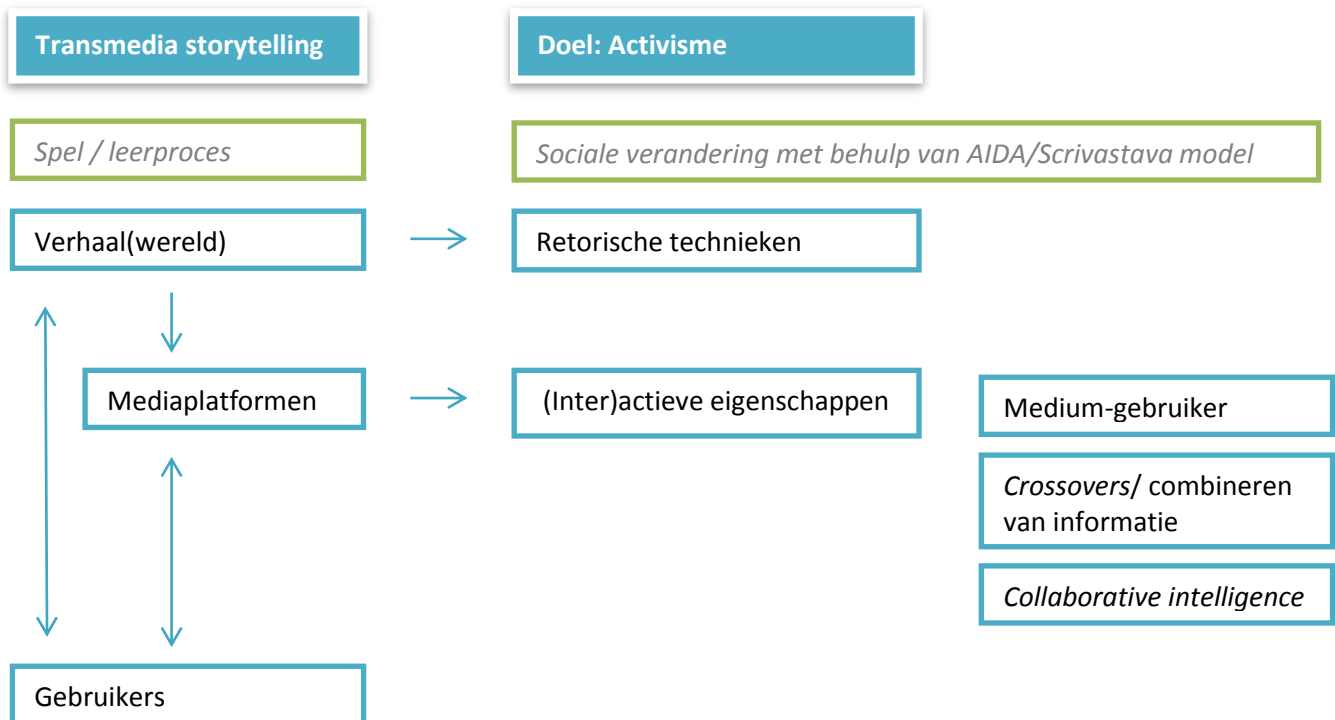 Transmedia storytelling
Doel: Activisme
Spel / leerproces
Sociale verandering met behulp van AIDA/Scrivastava model
Verhaal(wereld)
Retorische technieken
Mediaplatformen
(Inter)actieve eigenschappen
Medium-gebruiker
Crossovers/ combineren
van informatie
Collaborative intelligence
Gebruikers